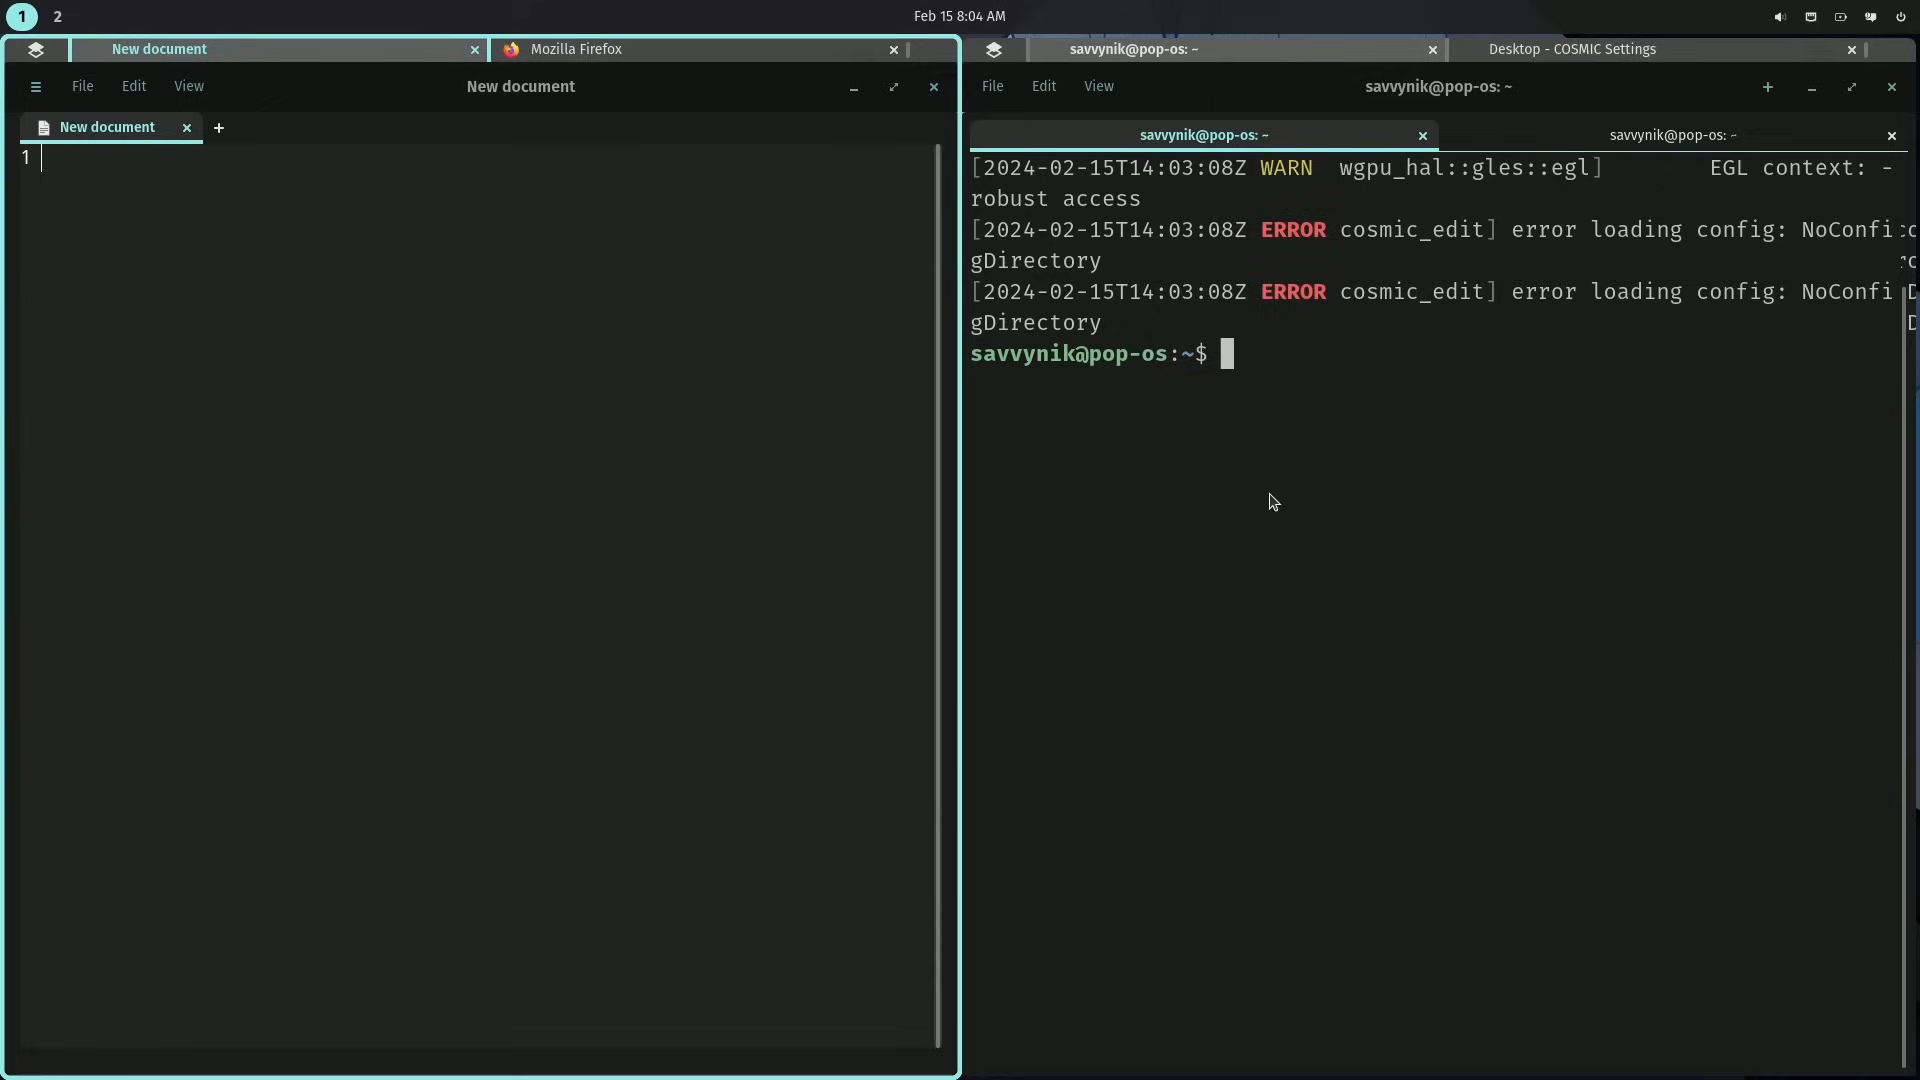 1 2 Feb 15 8:04 AM
New document Mozilla Firefox
File Edit View New document
New document
1
savvynik@pop-os: ~ Desktop - COSMIC Settings
File Edit View savvynik@pop-os: ~
savvynik@pop-os: ~ savvynik@pop-os: ~
[2024-02-15T14:03:08Z WARN  wgpu_hal::gles::egl]        EGL context: -
robust access
[2024-02-15T14:03:08Z ERROR cosmic_edit] error loading config: NoConfi
gDirectory
[2024-02-15T14:03:08Z ERROR cosmic_edit] error loading config: NoConfi
gDirectory
savvynik@pop-os:~$